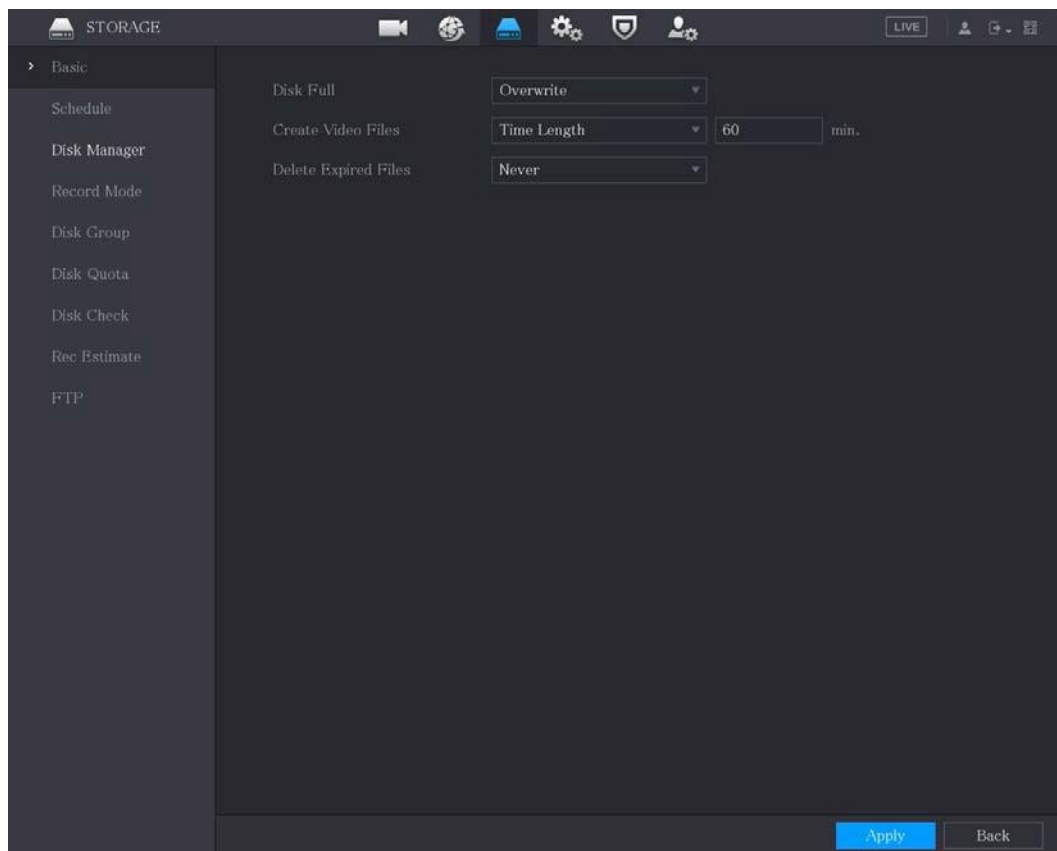 STORAGE
LIVE
Basic
Schedule
Disk Manager
Record Mode
Disk Group
Disk Quota
Disk Check
Rec Estimate
FTP
Disk Full Overwrite
Create Video Files Time Length 60 min.
Delete Expired Files Never
Apply Back